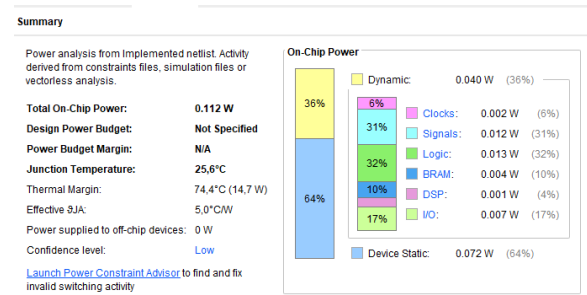 Summary
Power analysis from Implemented netlist. Activity
derived from constraints files, simulation files or
vectorless analysis.
Total On-Chip Power: 0.112 W
Design Power Budget: Not Specified
Power Budget Margin: N/A
Junction Temperature: 25,6°C
Thermal Margin: 74,4°C (14,7 W)
Effective ϑJA: 5,0°C/W
Power supplied to off-chip devices: 0 W
Confidence level: Low
Launch Power Constraint Advisor to find and fix
invalid switching activity
On-Chip Power
36%
64%
6%
31%
32%
10%
17%
Dynamic: 0.040 W (36%)
Clocks: 0.002 W (6%)
Signals: 0.012 W (31%)
Logic: 0.013 W (32%)
BRAM: 0.004 W (10%)
DSP: 0.001 W (4%)
I/O: 0.007 W (17%)
Device Static: 0.072 W (64%)